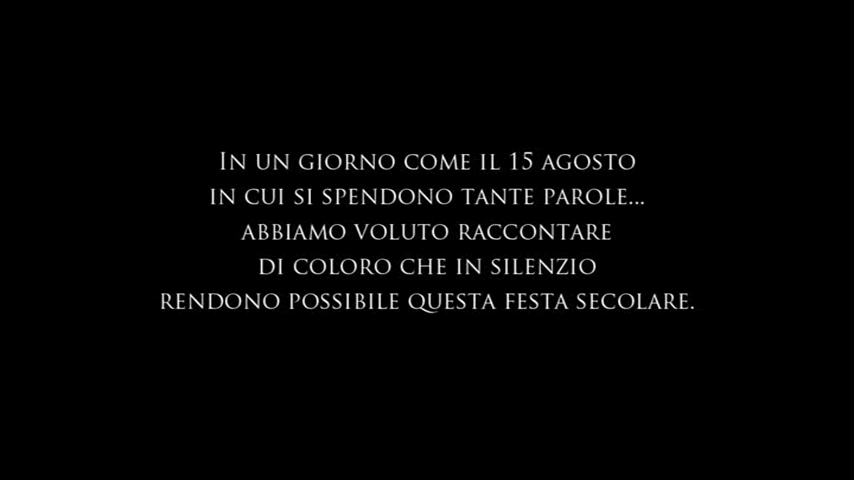 In un giorno come il 15 agosto
in cui si spendono tante parole...
abbiamo voluto raccontare
di coloro che in silenzio
rendono possibile questa festa secolare.